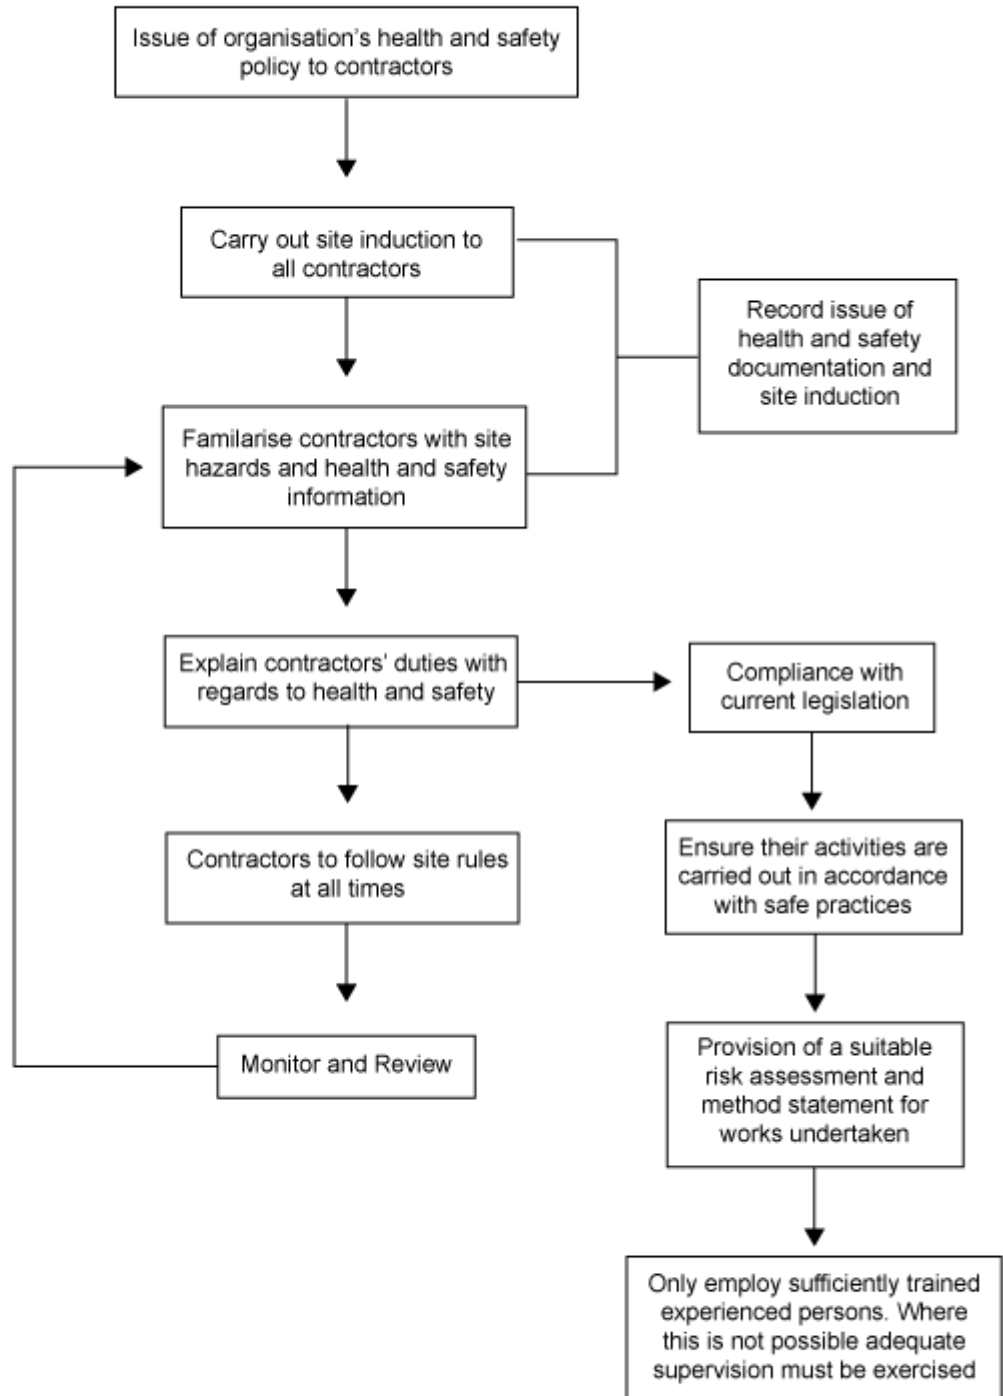 Issue of organisation's health and safety
policy to contractors
Carry out site induction to
all contractors
Record issue of
health and safety
documentation and
site induction
Familarise contractors with site
hazards and health and safety
information
Explain contractors' duties with
regards to health and safety
Compliance with
current legislation
Contractors to follow site rules
at all times
Ensure their activities are
carried out in accordance
with safe practices
Monitor and Review
Provision of a suitable
risk assessment and
method statement for
works undertaken
Only employ sufficiently trained
experienced persons. Where
this is not possible adequate
supervision must be exercised